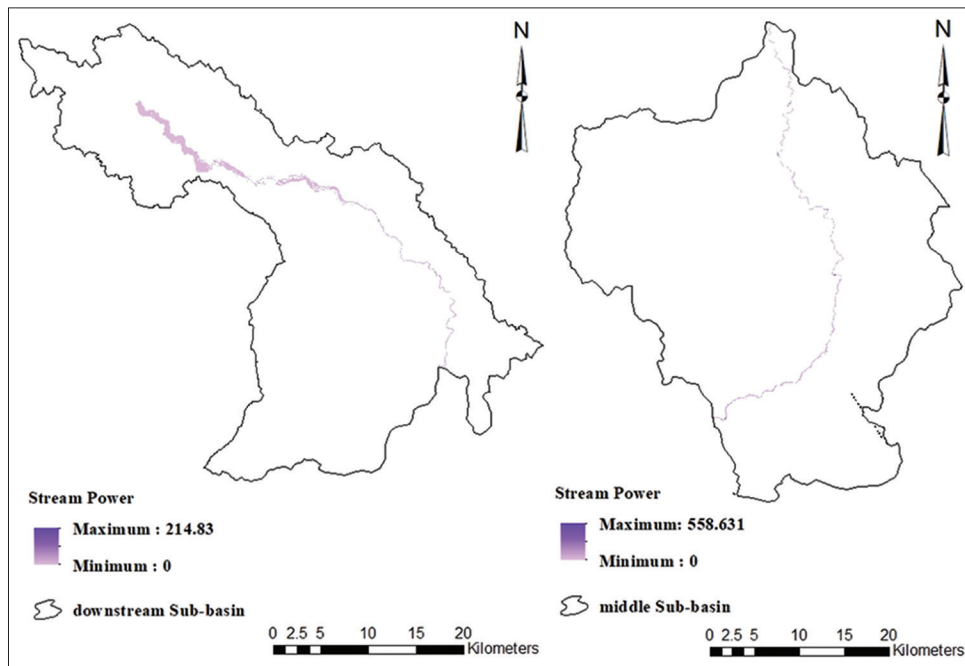 N
Stream Power
Maximum : 214.83
Minimum : 0
downstream Sub-basin
0 2.5 5 10 15 20
Kilometers
N
Stream Power
Maximum: 558.631
Minimum : 0
middle Sub-basin
0 2.5 5 10 15 20
Kilometers